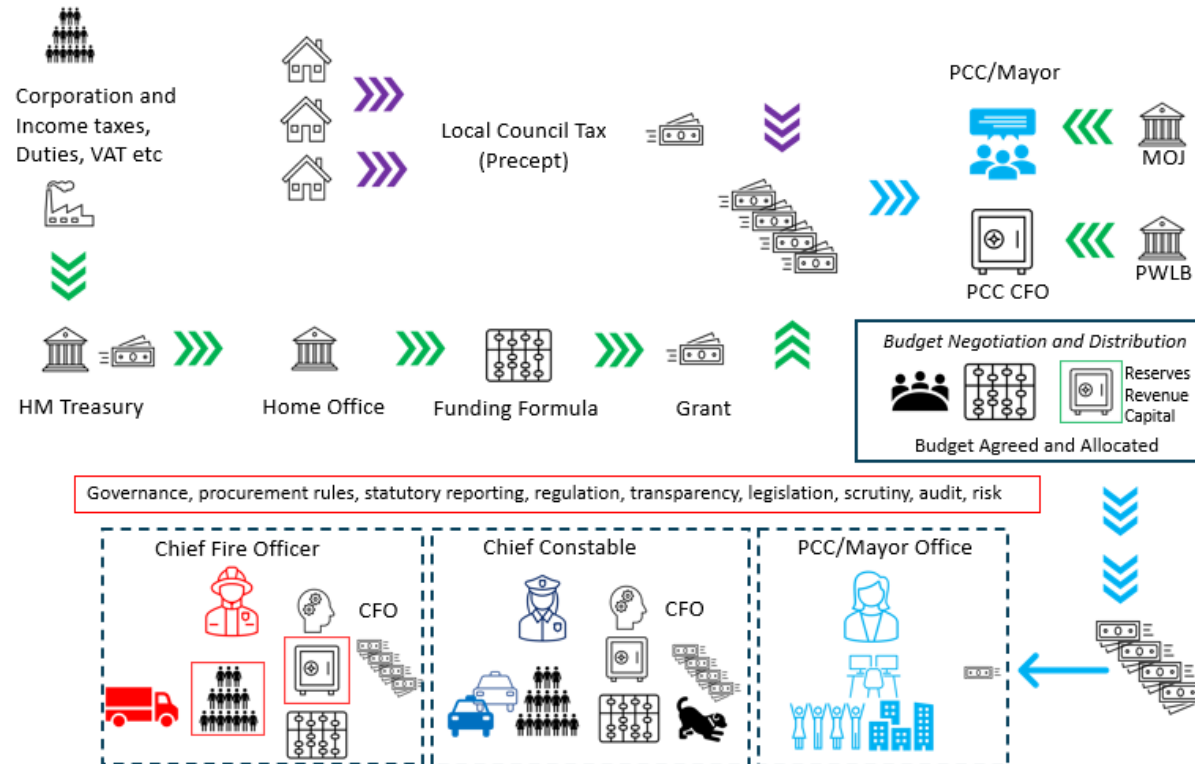 Corporation and
Income taxes,
Duties, VAT etc
Local Council Tax
(Precept)
PCC/Mayor
MOJ
PCC CFO
PWLB
HM Treasury
Home Office
Funding Formula
Grant
Budget Negotiation and Distribution
Reserves
Revenue
Capital
Budget Agreed and Allocated
Governance, procurement rules, statutory reporting, regulation, transparency, legislation, scrutiny, audit, risk
Chief Fire Officer
CFO
Chief Constable
CFO
PCC/Mayor Office